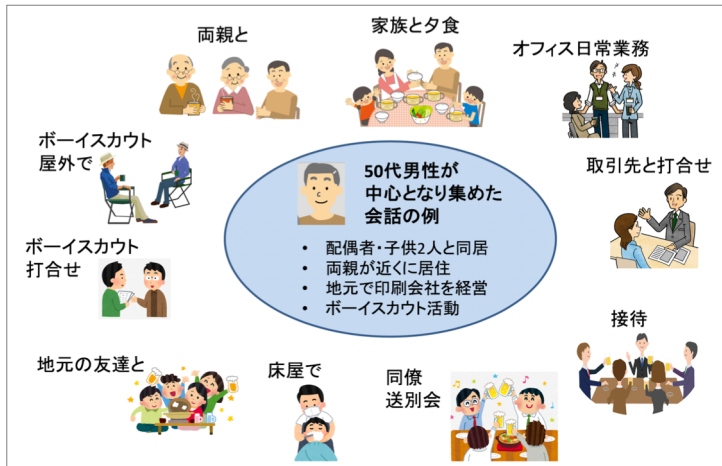 両親と
家族と夕食
オフィス日常業務
ボーイスカウト
屋外で
50代男性が
中心となり集めた
会話の例
取引先と打合せ
ボーイスカウト
打合せ
• 配偶者・子供2人と同居
• 両親が近くに居住
• 地元で印刷会社を経営
• ボーイスカウト活動
接待
地元の友達と
床屋で
同僚
送別会